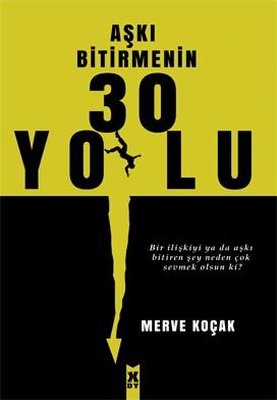 AŞKI
BİTİRMENİN
30
YOLU
Bir ilişkiyi ya da aşkı
bitiren şey neden çok
sevmek olsun ki?
MERVE KOÇAK
X
DY